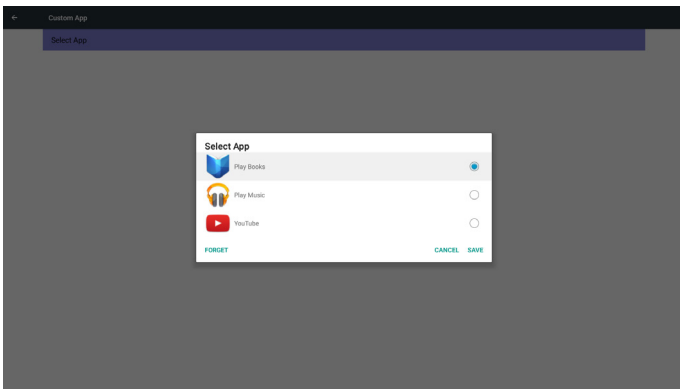 Custom App
Select App
Select App
Play Books
Play Music
YouTube
FORGET CANCEL SAVE